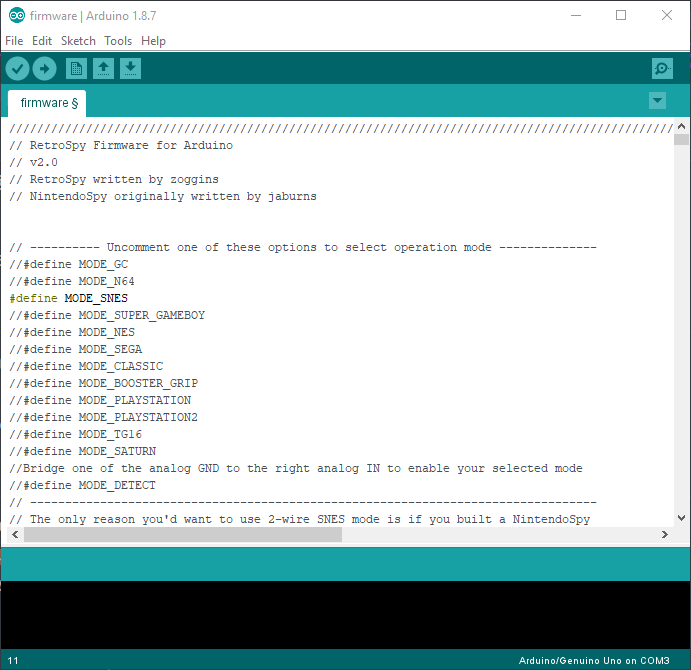 firmware | Arduino 1.8.7
File Edit Sketch Tools Help
firmware §
///////////////////////////////////////////////////////////////////////////////////////////////
// RetroSpy Firmware for Arduino
// v2.0
// RetroSpy written by zoggins
// NintendoSpy originally written by jaburns
// ---------- Uncomment one of these options to select operation mode --------------
//#define MODE_GC
//#define MODE_N64
#define MODE_SNES
//#define MODE_SUPER_GAMEBOY
//#define MODE_NES
//#define MODE_SEGA
//#define MODE_CLASSIC
//#define MODE_BOOSTER_GRIP
//#define MODE_PLAYSTATION
//#define MODE_PLAYSTATION2
//#define MODE_TG16
//#define MODE_SATURN
//Bridge one of the analog GND to the right analog IN to enable your selected mode
//#define MODE_DETECT
// ---------------------------------------------------------------------------------
// The only reason you'd want to use 2-wire SNES mode is if you built a NintendoSpy
11
Arduino/Genuino Uno on COM3